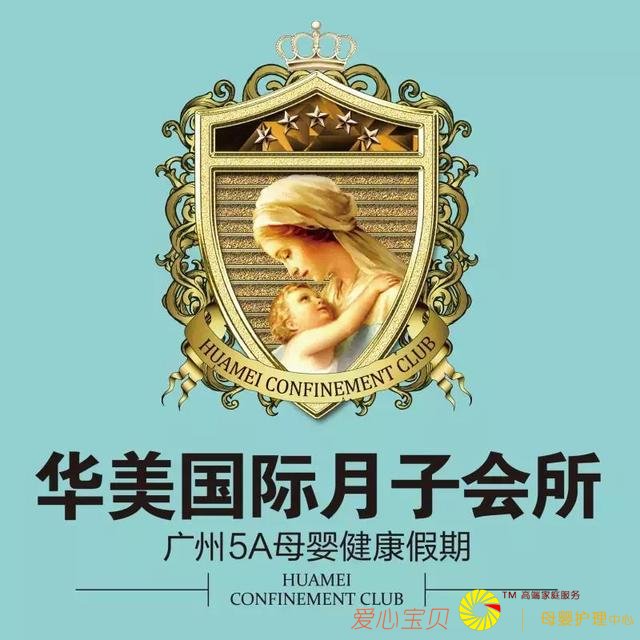 HUAMEI CONFINEMENT CLUB
华美国际月子会所
广州5A母婴健康假期
HUAMEI
CONFINEMENT CLUB
爱心宝贝
TM 高端家庭服务
母婴护理中心